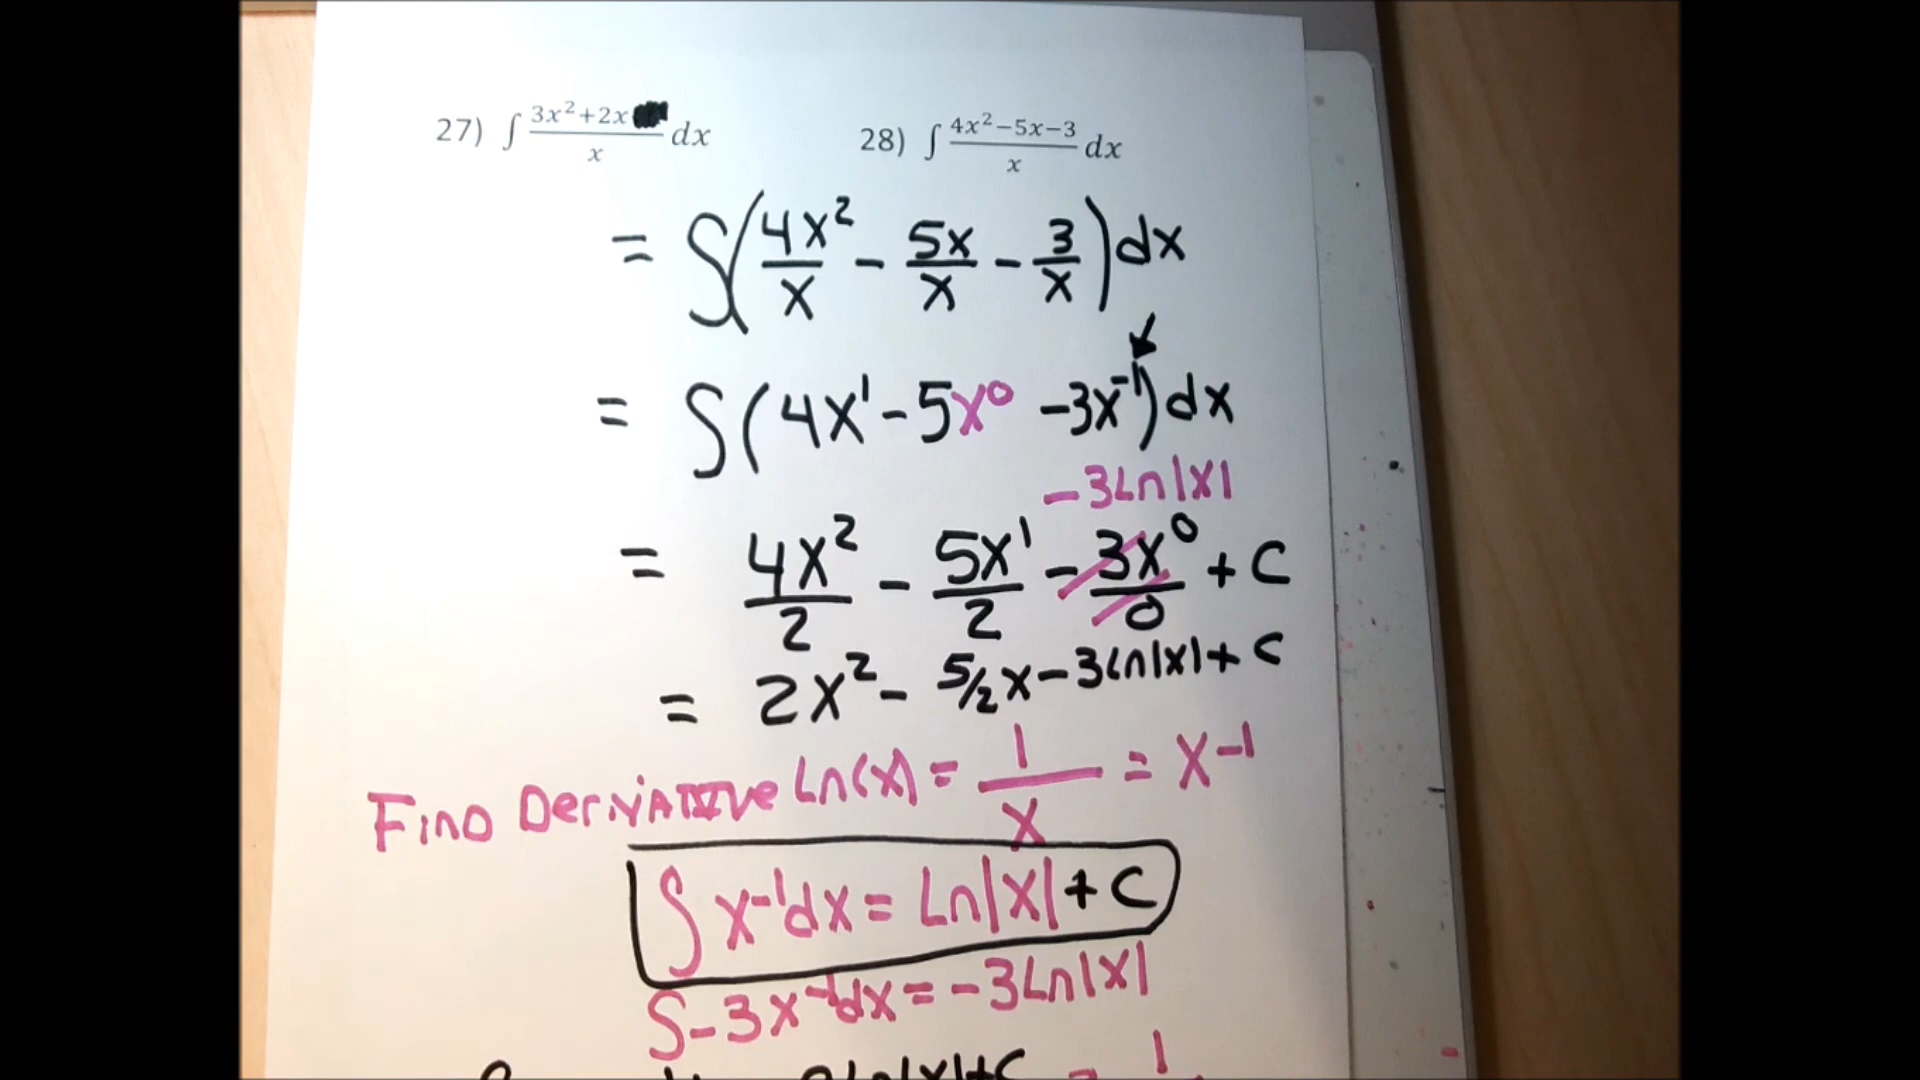 27) ∫ 3x²+2x / x dx 28) ∫ 4x²−5x−3 / x dx
= ∫(4x²/x − 5x/x − 3/x)dx
= ∫(4x¹ − 5x⁰ − 3x⁻¹)dx
− 3Ln|x|
= 4x²/2 − 5x¹/2 − 3x⁰/0 + C
= 2x² − 5/2x − 3Ln|x| + C
FIND DERIVATIVE Ln(x) = 1/x = x⁻¹
∫x⁻¹dx = Ln|x| + C
∫−3x⁻¹dx = −3Ln|x|